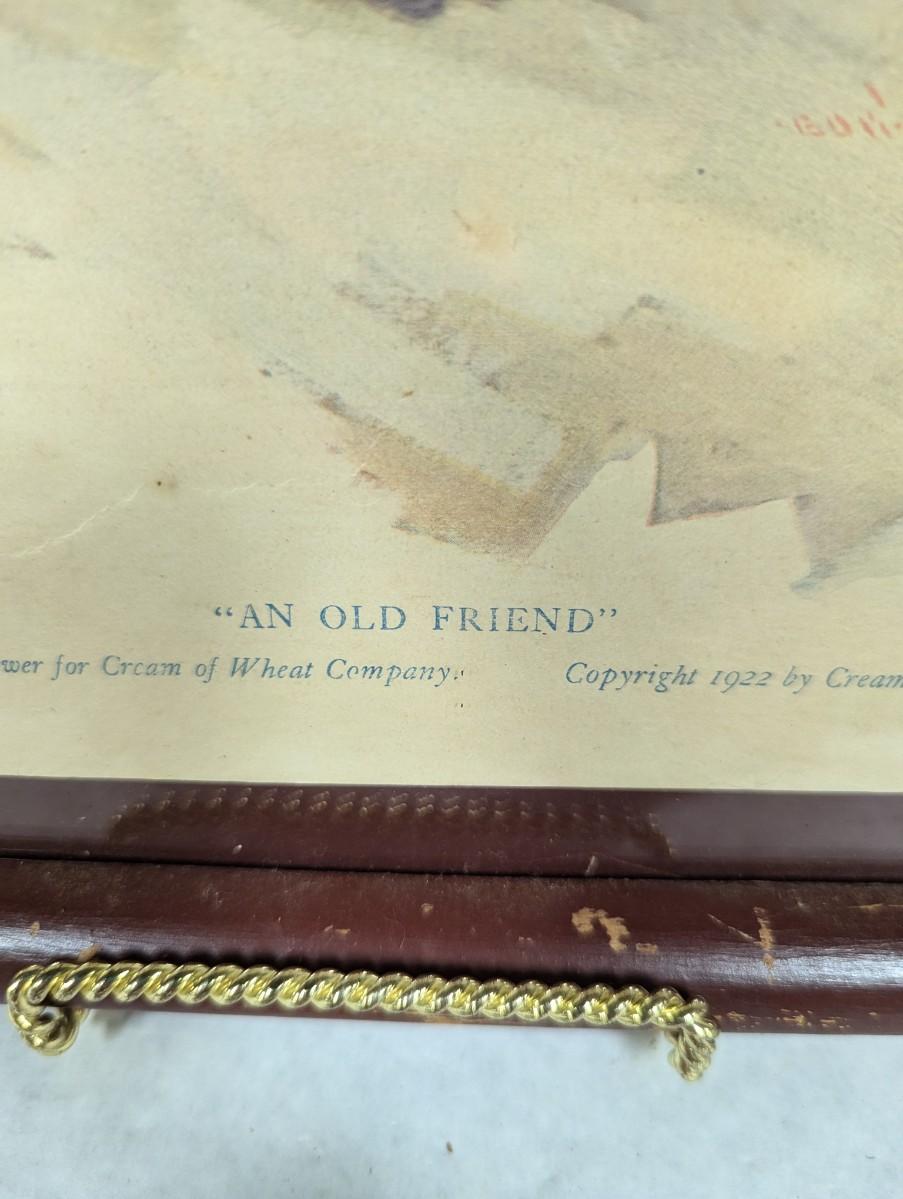 “AN OLD FRIEND”
wer for Cream of Wheat Company. Copyright 1922 by Cream